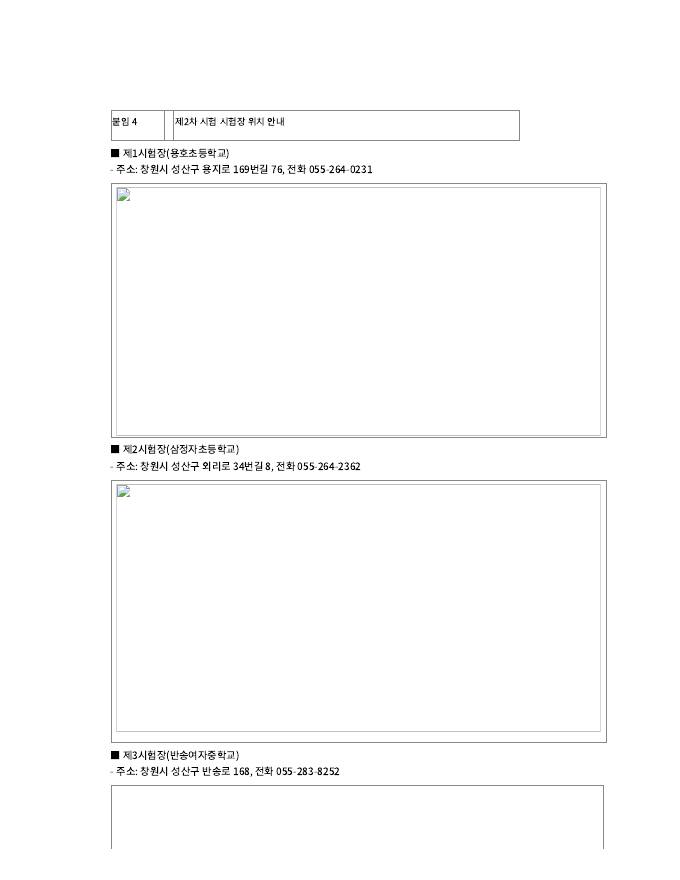 붙임 4 제2차 시험 시험장 위치 안내
■ 제1시험장(용호초등학교)
- 주소: 창원시 성산구 용지로 169번길 76, 전화 055-264-0231
■ 제2시험장(삼정자초등학교)
- 주소: 창원시 성산구 외리로 34번길 8, 전화 055-264-2362
■ 제3시험장(반송여자중학교)
- 주소: 창원시 성산구 반송로 168, 전화 055-283-8252